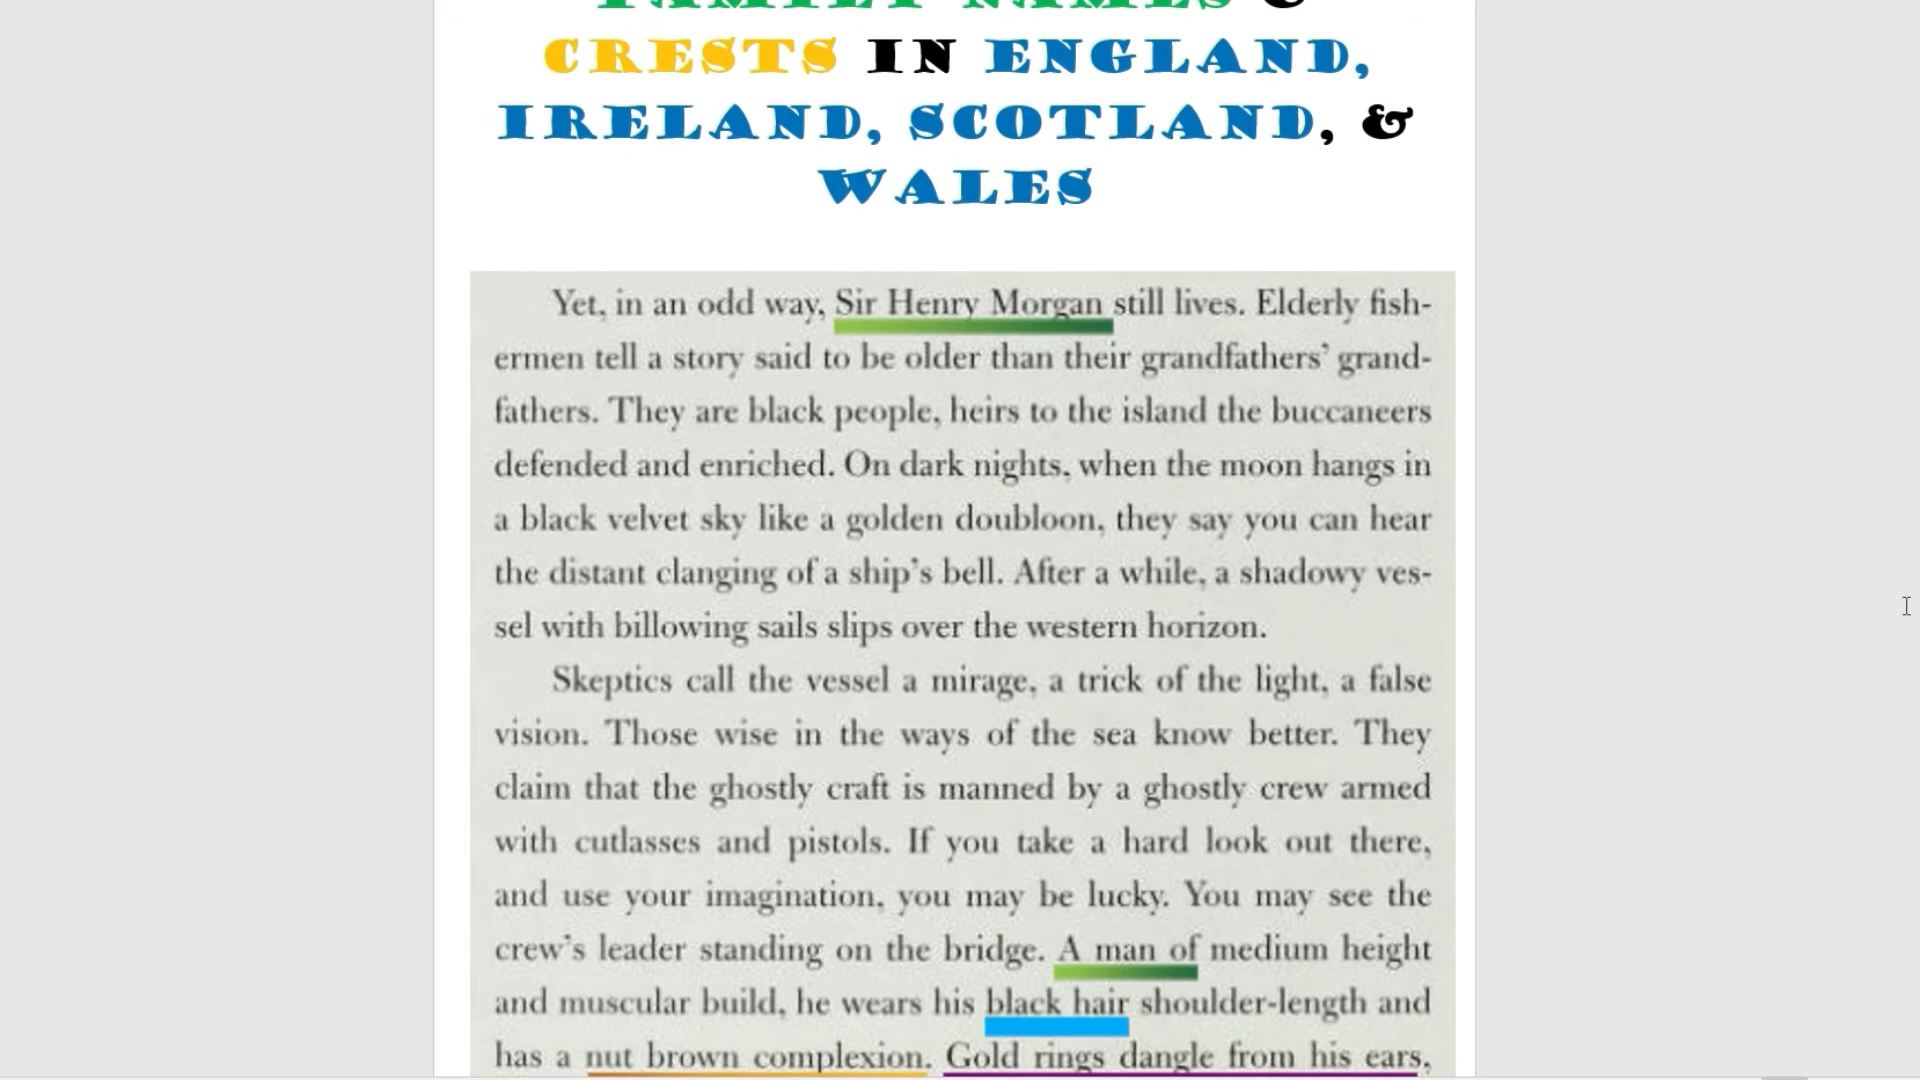 FAMILY NAMES &
CRESTS IN ENGLAND,
IRELAND, SCOTLAND, &
WALES
Yet, in an odd way, Sir Henry Morgan still lives. Elderly fish-
ermen tell a story said to be older than their grandfathers' grand-
fathers. They are black people, heirs to the island the buccaneers
defended and enriched. On dark nights, when the moon hangs in
a black velvet sky like a golden doubloon, they say you can hear
the distant clanging of a ship's bell. After a while, a shadowy ves-
sel with billowing sails slips over the western horizon.
Skeptics call the vessel a mirage, a trick of the light, a false
vision. Those wise in the ways of the sea know better. They
claim that the ghostly craft is manned by a ghostly crew armed
with cutlasses and pistols. If you take a hard look out there,
and use your imagination, you may be lucky. You may see the
crew's leader standing on the bridge. A man of medium height
and muscular build, he wears his black hair shoulder-length and
has a nut brown complexion. Gold rings dangle from his ears,